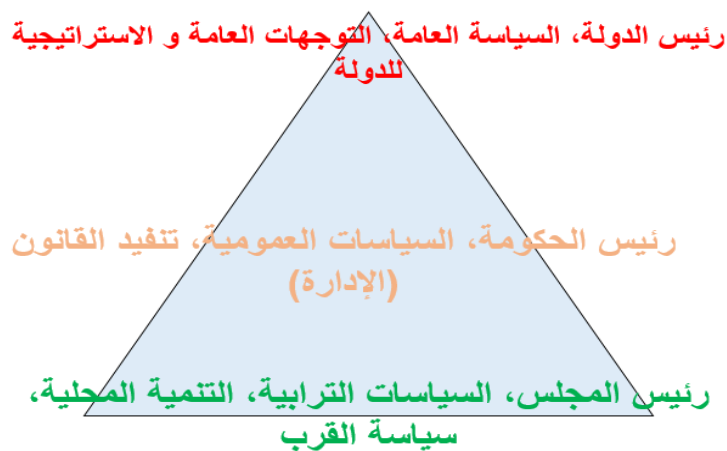 رئيس الدولة، السياسة العامة، التوجهات العامة و الاستراتيجية
للدولة
رئيس الحكومة، السياسات العمومية، تنفيد القانون
(الإدارة)
رئيس المجلس، السياسات الترابية، التنمية المحلية،
سياسة القرب